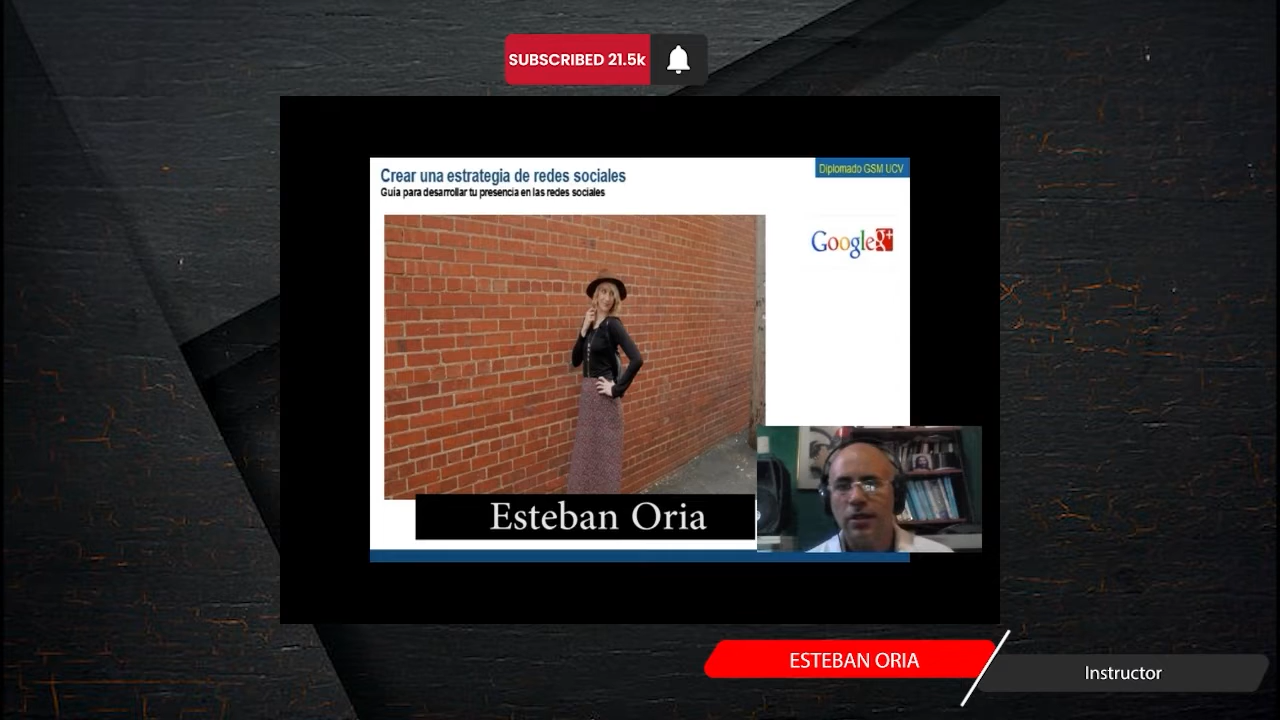 SUBSCRIBED 21.5k
Crear una estrategia de redes sociales
Diplomado GSM UCV
Guía para desarrollar tu presencia en las redes sociales
Google g+
Esteban Oria
ESTEBAN ORIA
Instructor